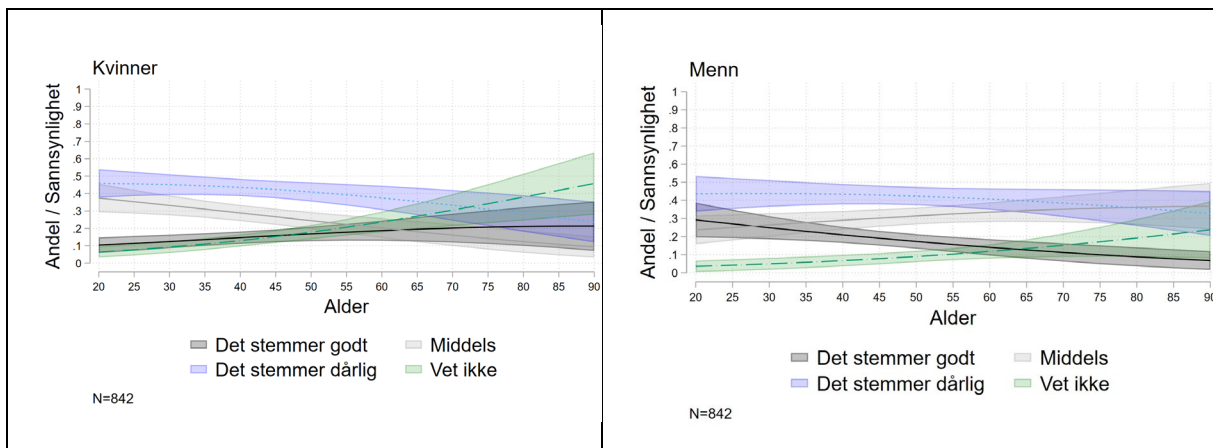 Kvinner
Andel / Sannsynlighet
1
.9
.8
.7
.6
.5
.4
.3
.2
.1
0
20 25 30 35 40 45 50 55 60 65 70 75 80 85 90
Alder
Det stemmer godt Middels
Det stemmer dårlig Vet ikke
N=842
Menn
Andel / Sannsynlighet
1
.9
.8
.7
.6
.5
.4
.3
.2
.1
0
20 25 30 35 40 45 50 55 60 65 70 75 80 85 90
Alder
Det stemmer godt Middels
Det stemmer dårlig Vet ikke
N=842